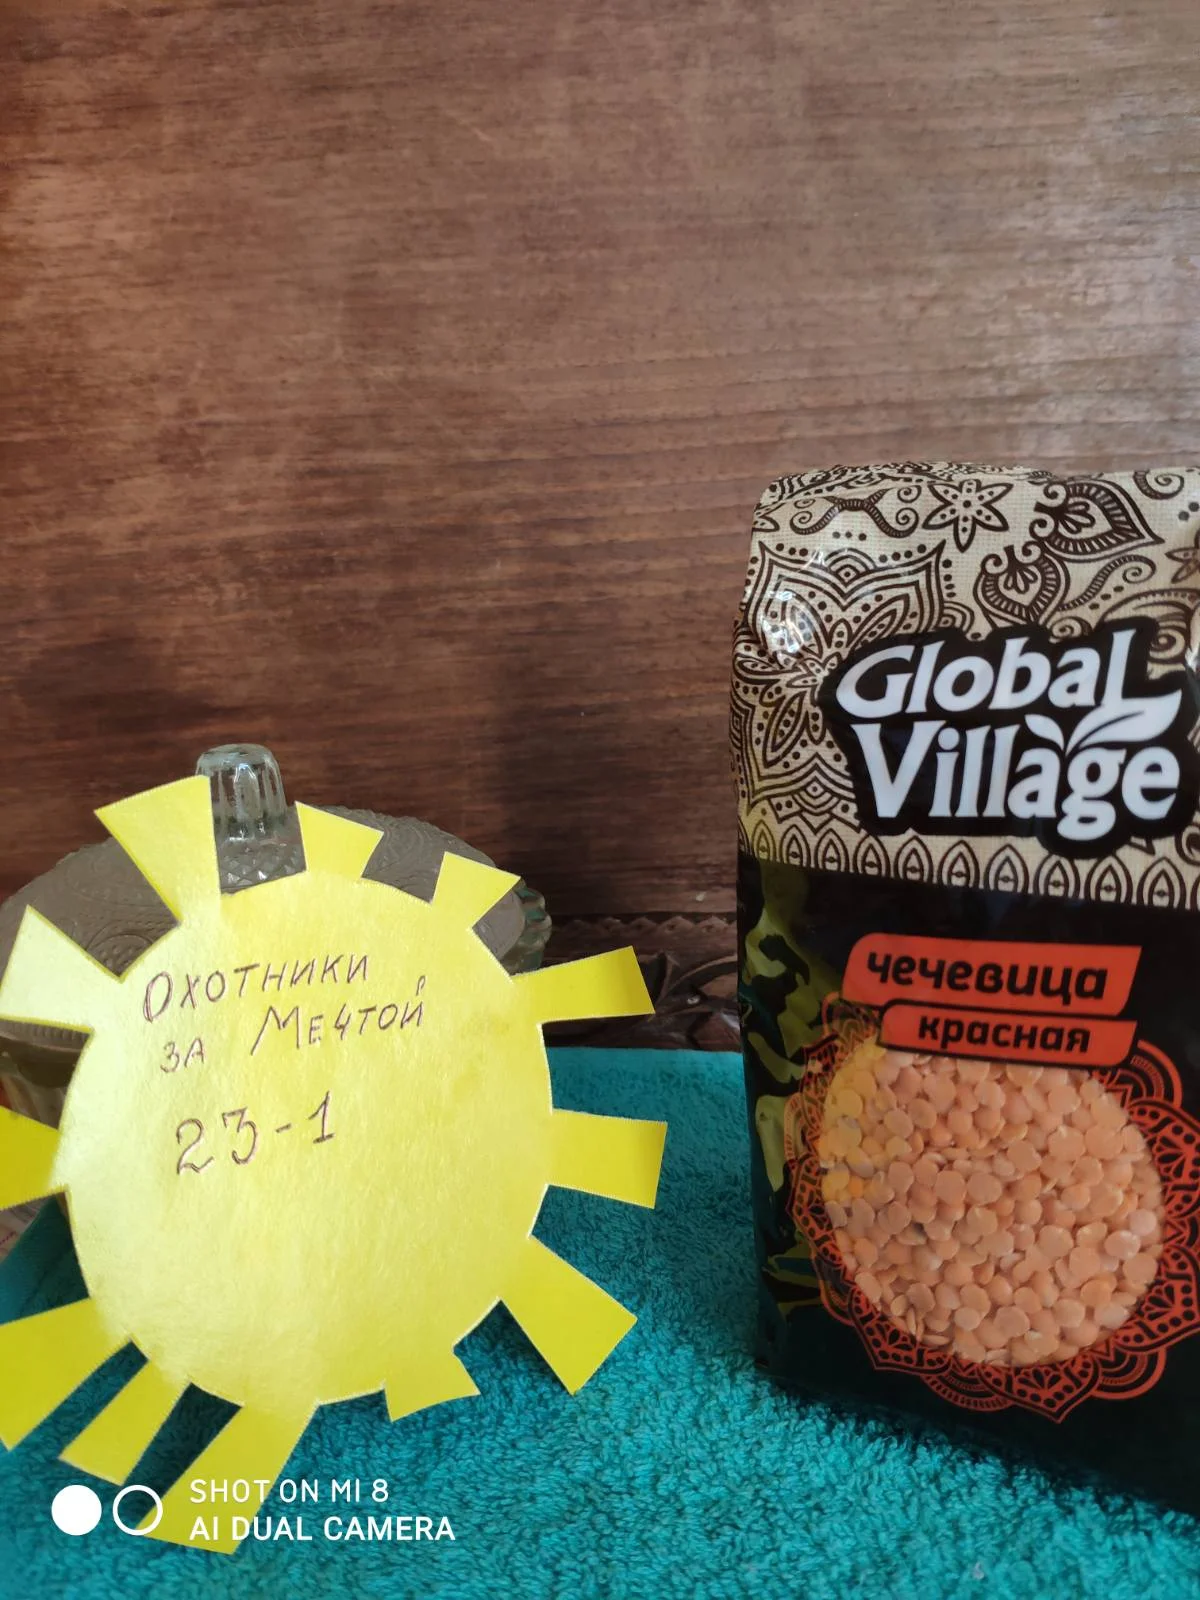 Охотники
за Мечтой
23-1
Global
Village
чечевица
красная
SHOT ON MI 8
AI DUAL CAMERA